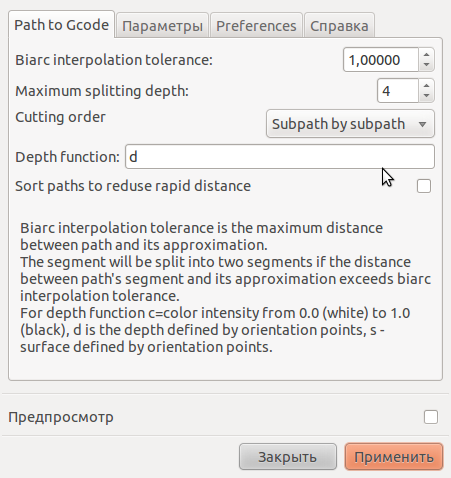 Path to Gcode Параметры Preferences Справка
Biarc interpolation tolerance: 1,00000
Maximum splitting depth: 4
Cutting order Subpath by subpath
Depth function: d
Sort paths to reduse rapid distance
Biarc interpolation tolerance is the maximum distance
between path and its approximation.
The segment will be split into two segments if the distance
between path's segment and its approximation exceeds biarc
interpolation tolerance.
For depth function c=color intensity from 0.0 (white) to 1.0
(black), d is the depth defined by orientation points, s -
surface defined by orientation points.
Предпросмотр
Закрыть Применить